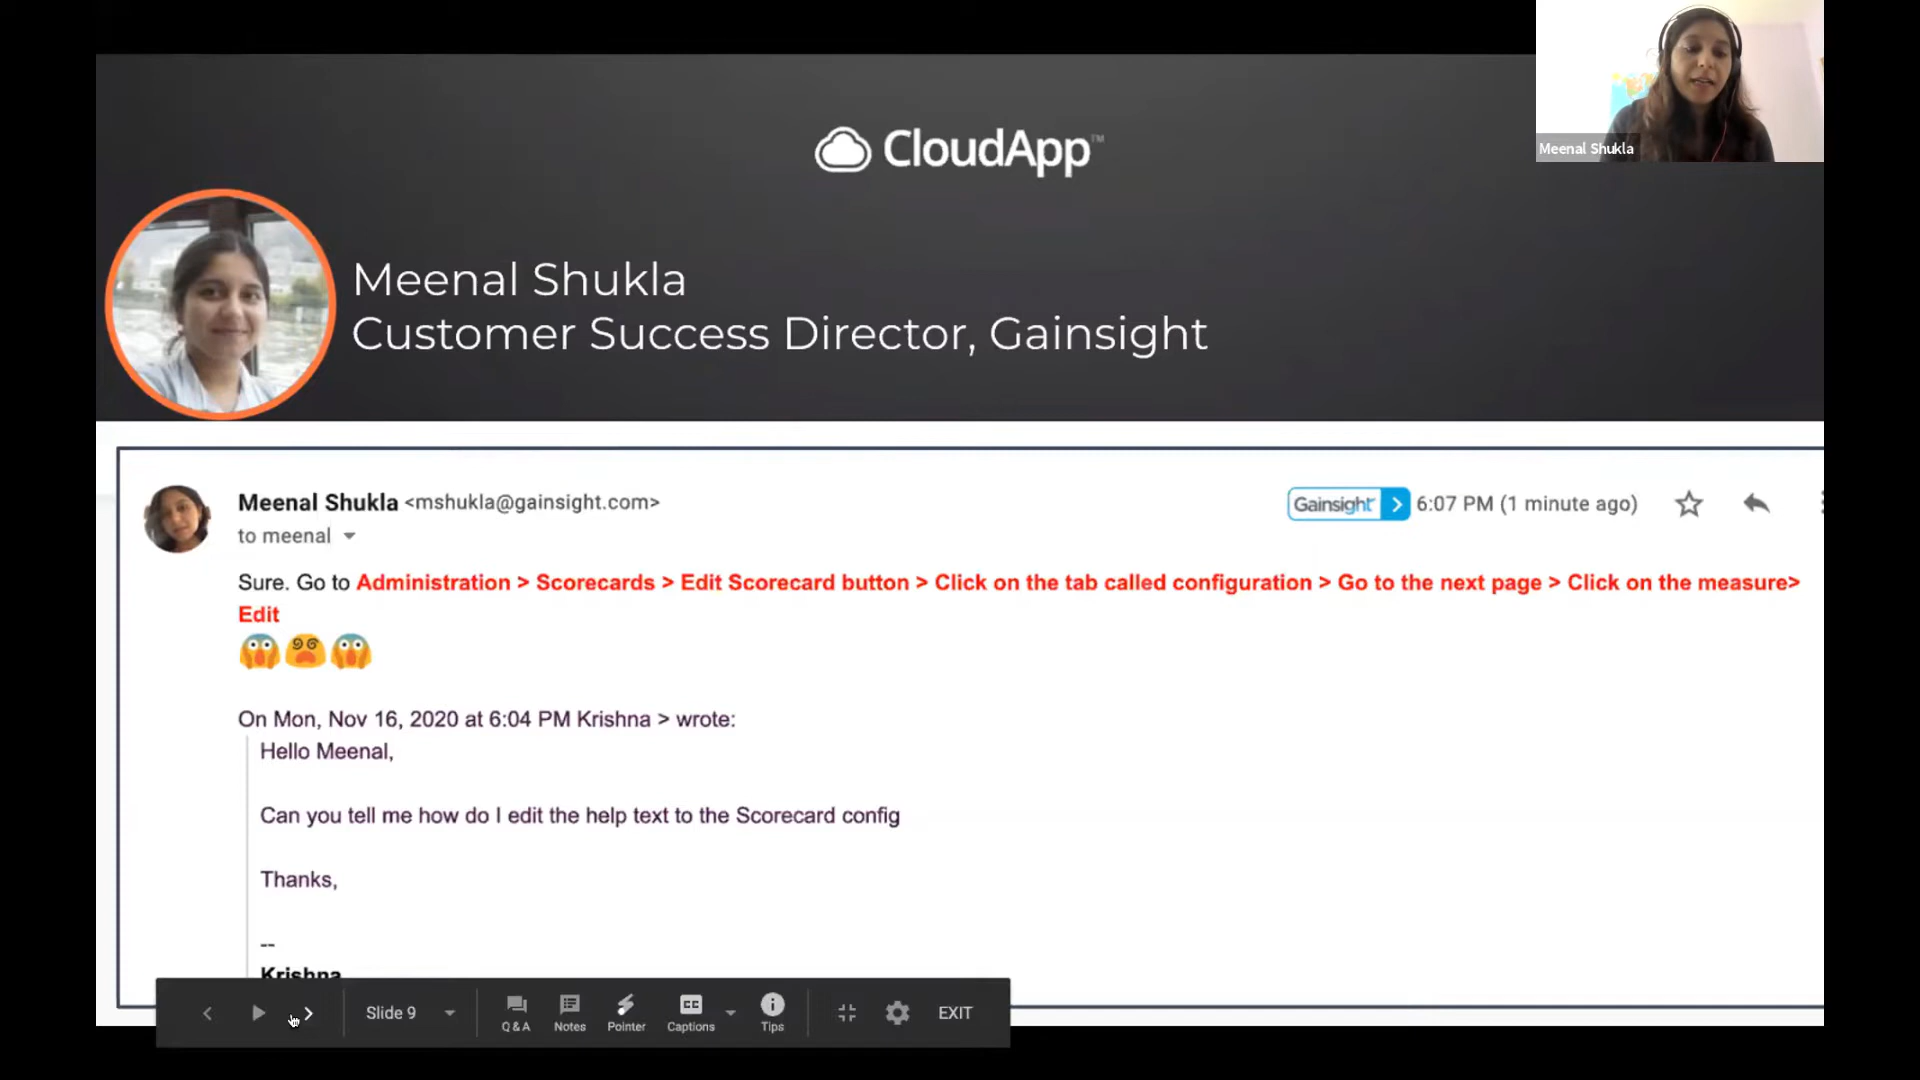 CloudApp™
Meenal Shukla
Meenal Shukla
Customer Success Director, Gainsight
Meenal Shukla <mshukla@gainsight.com>
Gainsight 6:07 PM (1 minute ago)
to meenal
Sure. Go to Administration > Scorecards > Edit Scorecard button > Click on the tab called configuration > Go to the next page > Click on the measure>
Edit
On Mon, Nov 16, 2020 at 6:04 PM Krishna > wrote:
Hello Meenal,
Can you tell me how do I edit the help text to the Scorecard config
Thanks,
--
Krishna
Slide 9
Q & A
Notes
Pointer
CC
Captions
Tips
EXIT